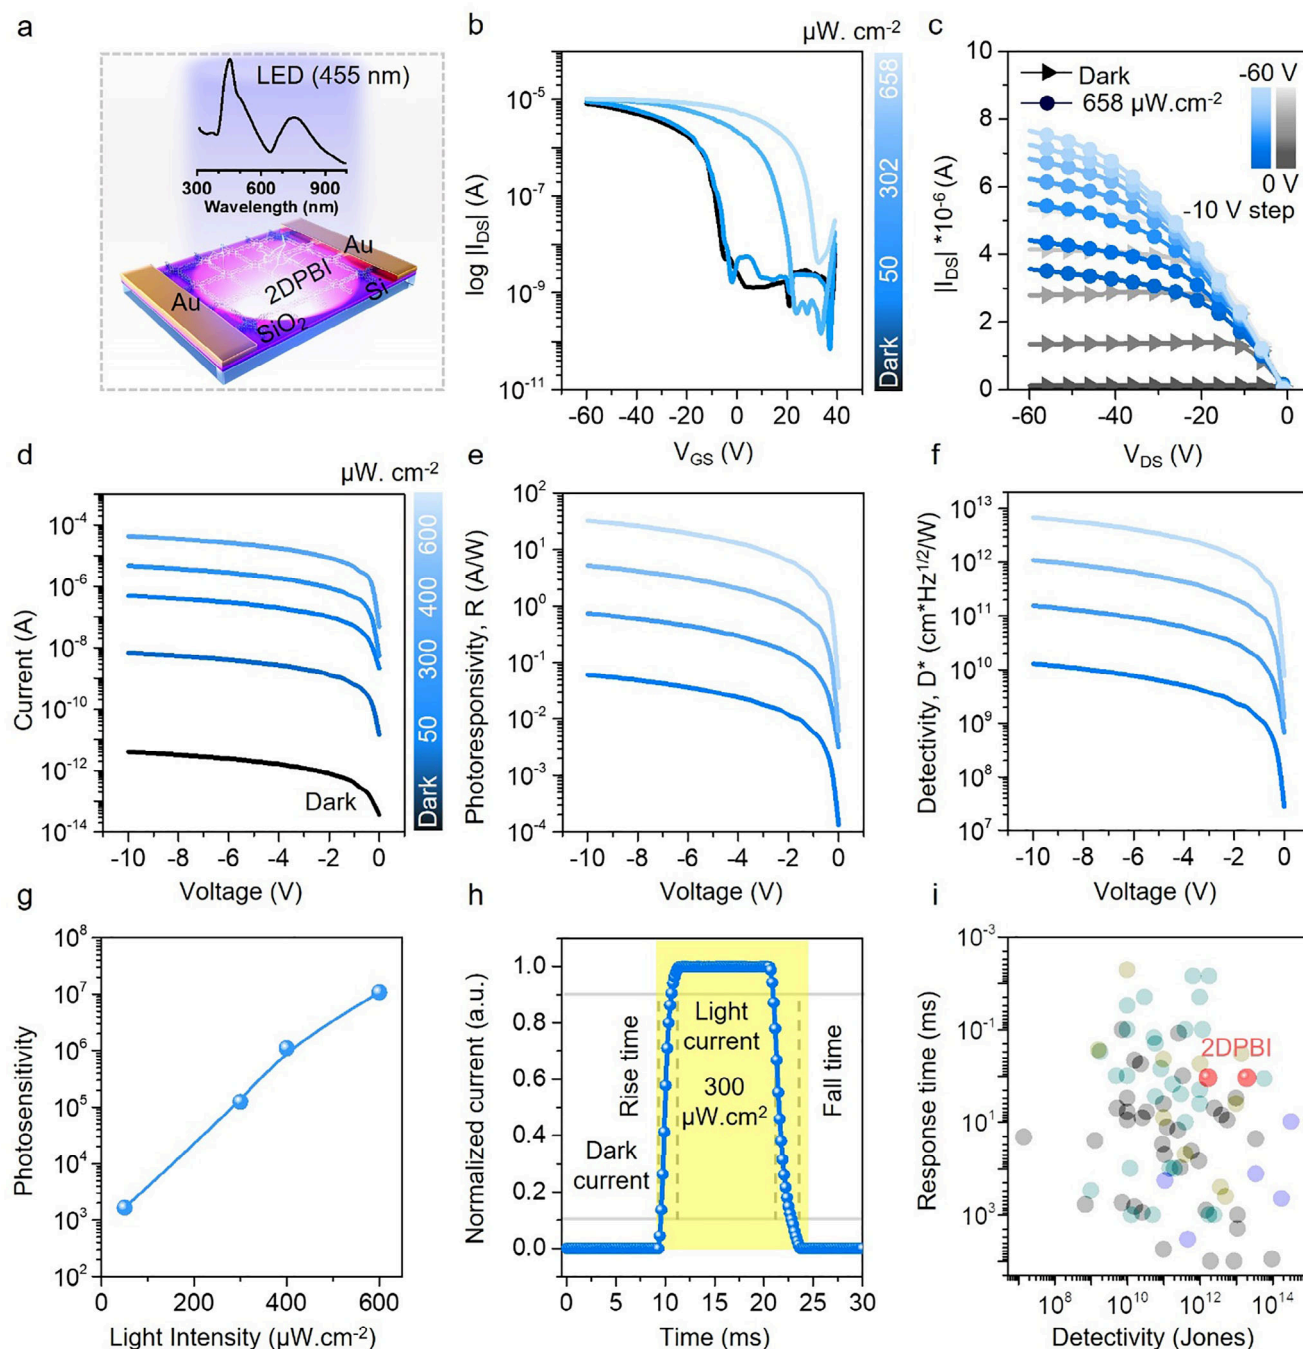 a
LED (455 nm)
300 600 900
Wavelength (nm)
Au
2DPBI
Au
Si
SiO2
b
µW. cm-2
log |IDS| (A)
10-5
10-7
10-9
10-11
-60 -40 -20 0 20 40
VGS (V)
Dark 50 302 658
c
|IDS| *10-6 (A)
10
8
6
4
2
0
Dark
658 µW.cm-2
-60 V
0 V
-10 V step
-60 -50 -40 -30 -20 -10 0
VDS (V)
d
µW. cm-2
Current (A)
10-4
10-6
10-8
10-10
10-12
10-14
Dark
-10 -8 -6 -4 -2 0
Voltage (V)
Dark 50 300 400 600
e
Photoresponsivity, R (A/W)
102
101
100
10-1
10-2
10-3
10-4
-10 -8 -6 -4 -2 0
Voltage (V)
f
Detectivity, D* (cm*Hz1/2/W)
1013
1012
1011
1010
109
108
107
-10 -8 -6 -4 -2 0
Voltage (V)
g
Photosensitivity
108
107
106
105
104
103
102
0 200 400 600
Light Intensity (µW.cm-2)
h
Normalized current (a.u.)
1.0
0.8
0.6
0.4
0.2
0.0
Rise time
Light
current
300
µW.cm-2
Fall time
Dark
current
0 5 10 15 20 25 30
Time (ms)
i
Response time (ms)
10-3
10-1
101
103
2DPBI
108 1010 1012 1014
Detectivity (Jones)